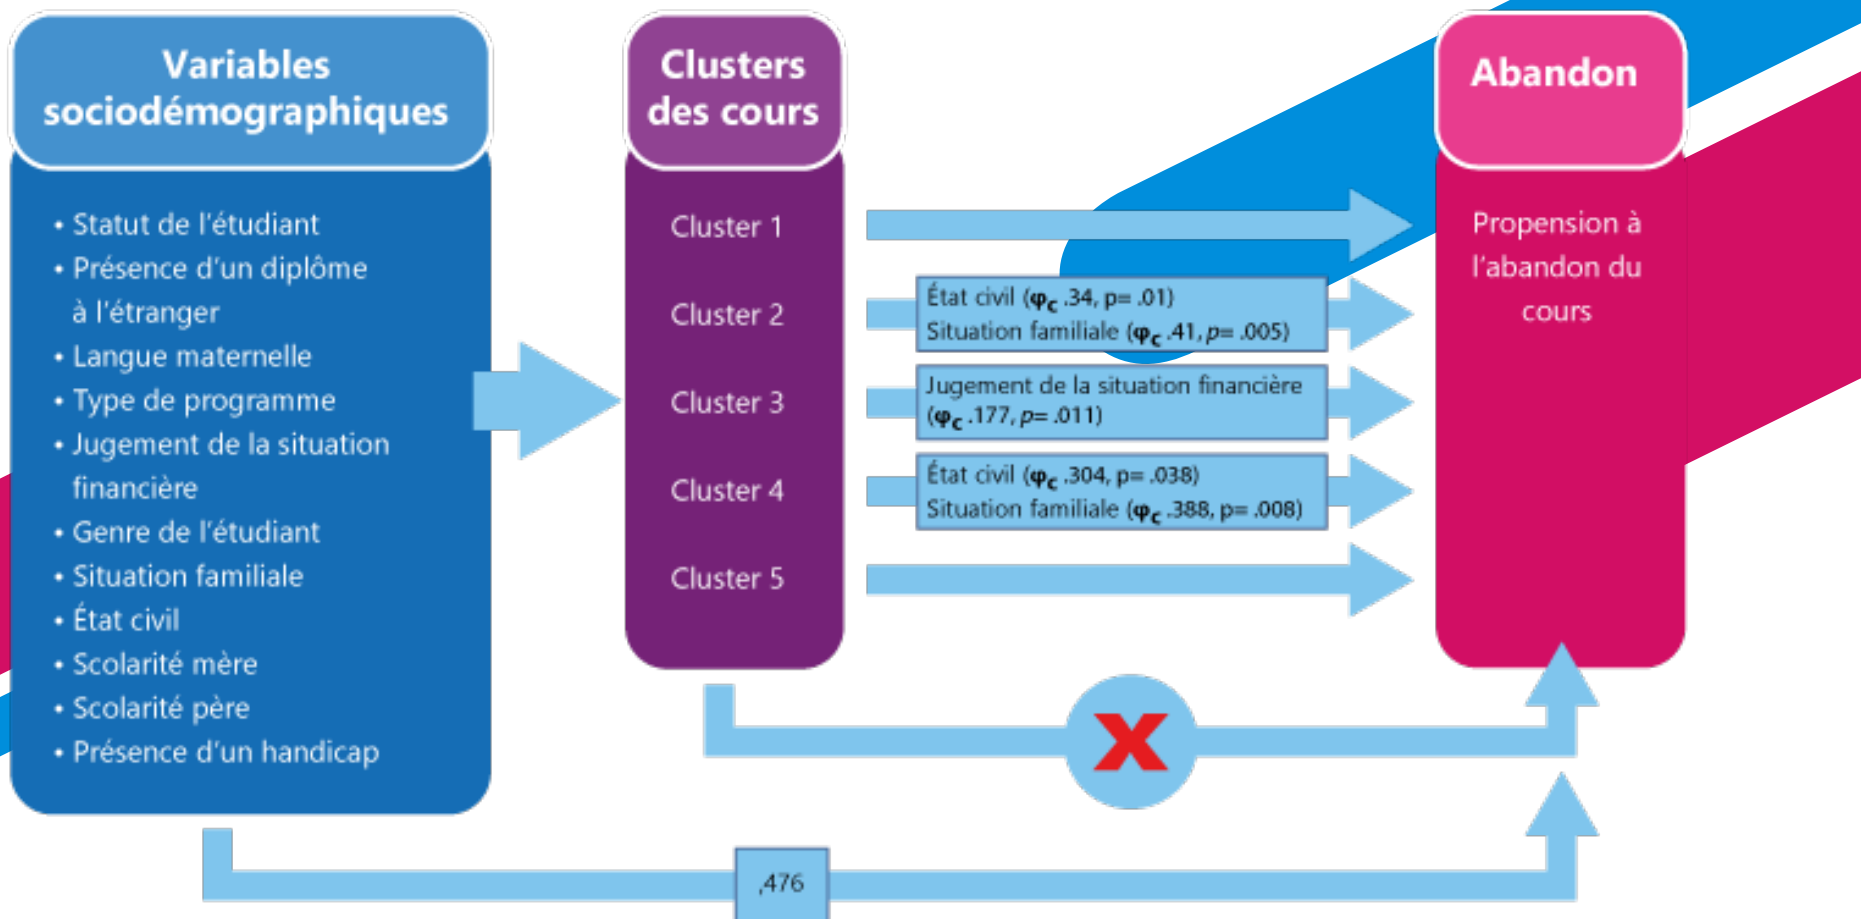 Variables
sociodémographiques
• Statut de l'étudiant
• Présence d'un diplôme
à l'étranger
• Langue maternelle
• Type de programme
• Jugement de la situation
financière
• Genre de l'étudiant
• Situation familiale
• État civil
• Scolarité mère
• Scolarité père
• Présence d'un handicap
Clusters
des cours
Cluster 1
Cluster 2
Cluster 3
Cluster 4
Cluster 5
État civil (φc .34, p= .01)
Situation familiale (φc .41, p= .005)
Jugement de la situation financière
(φc .177, p= .011)
État civil (φc .304, p= .038)
Situation familiale (φc .388, p= .008)
Abandon
Propension à
l'abandon du
cours
X
,476